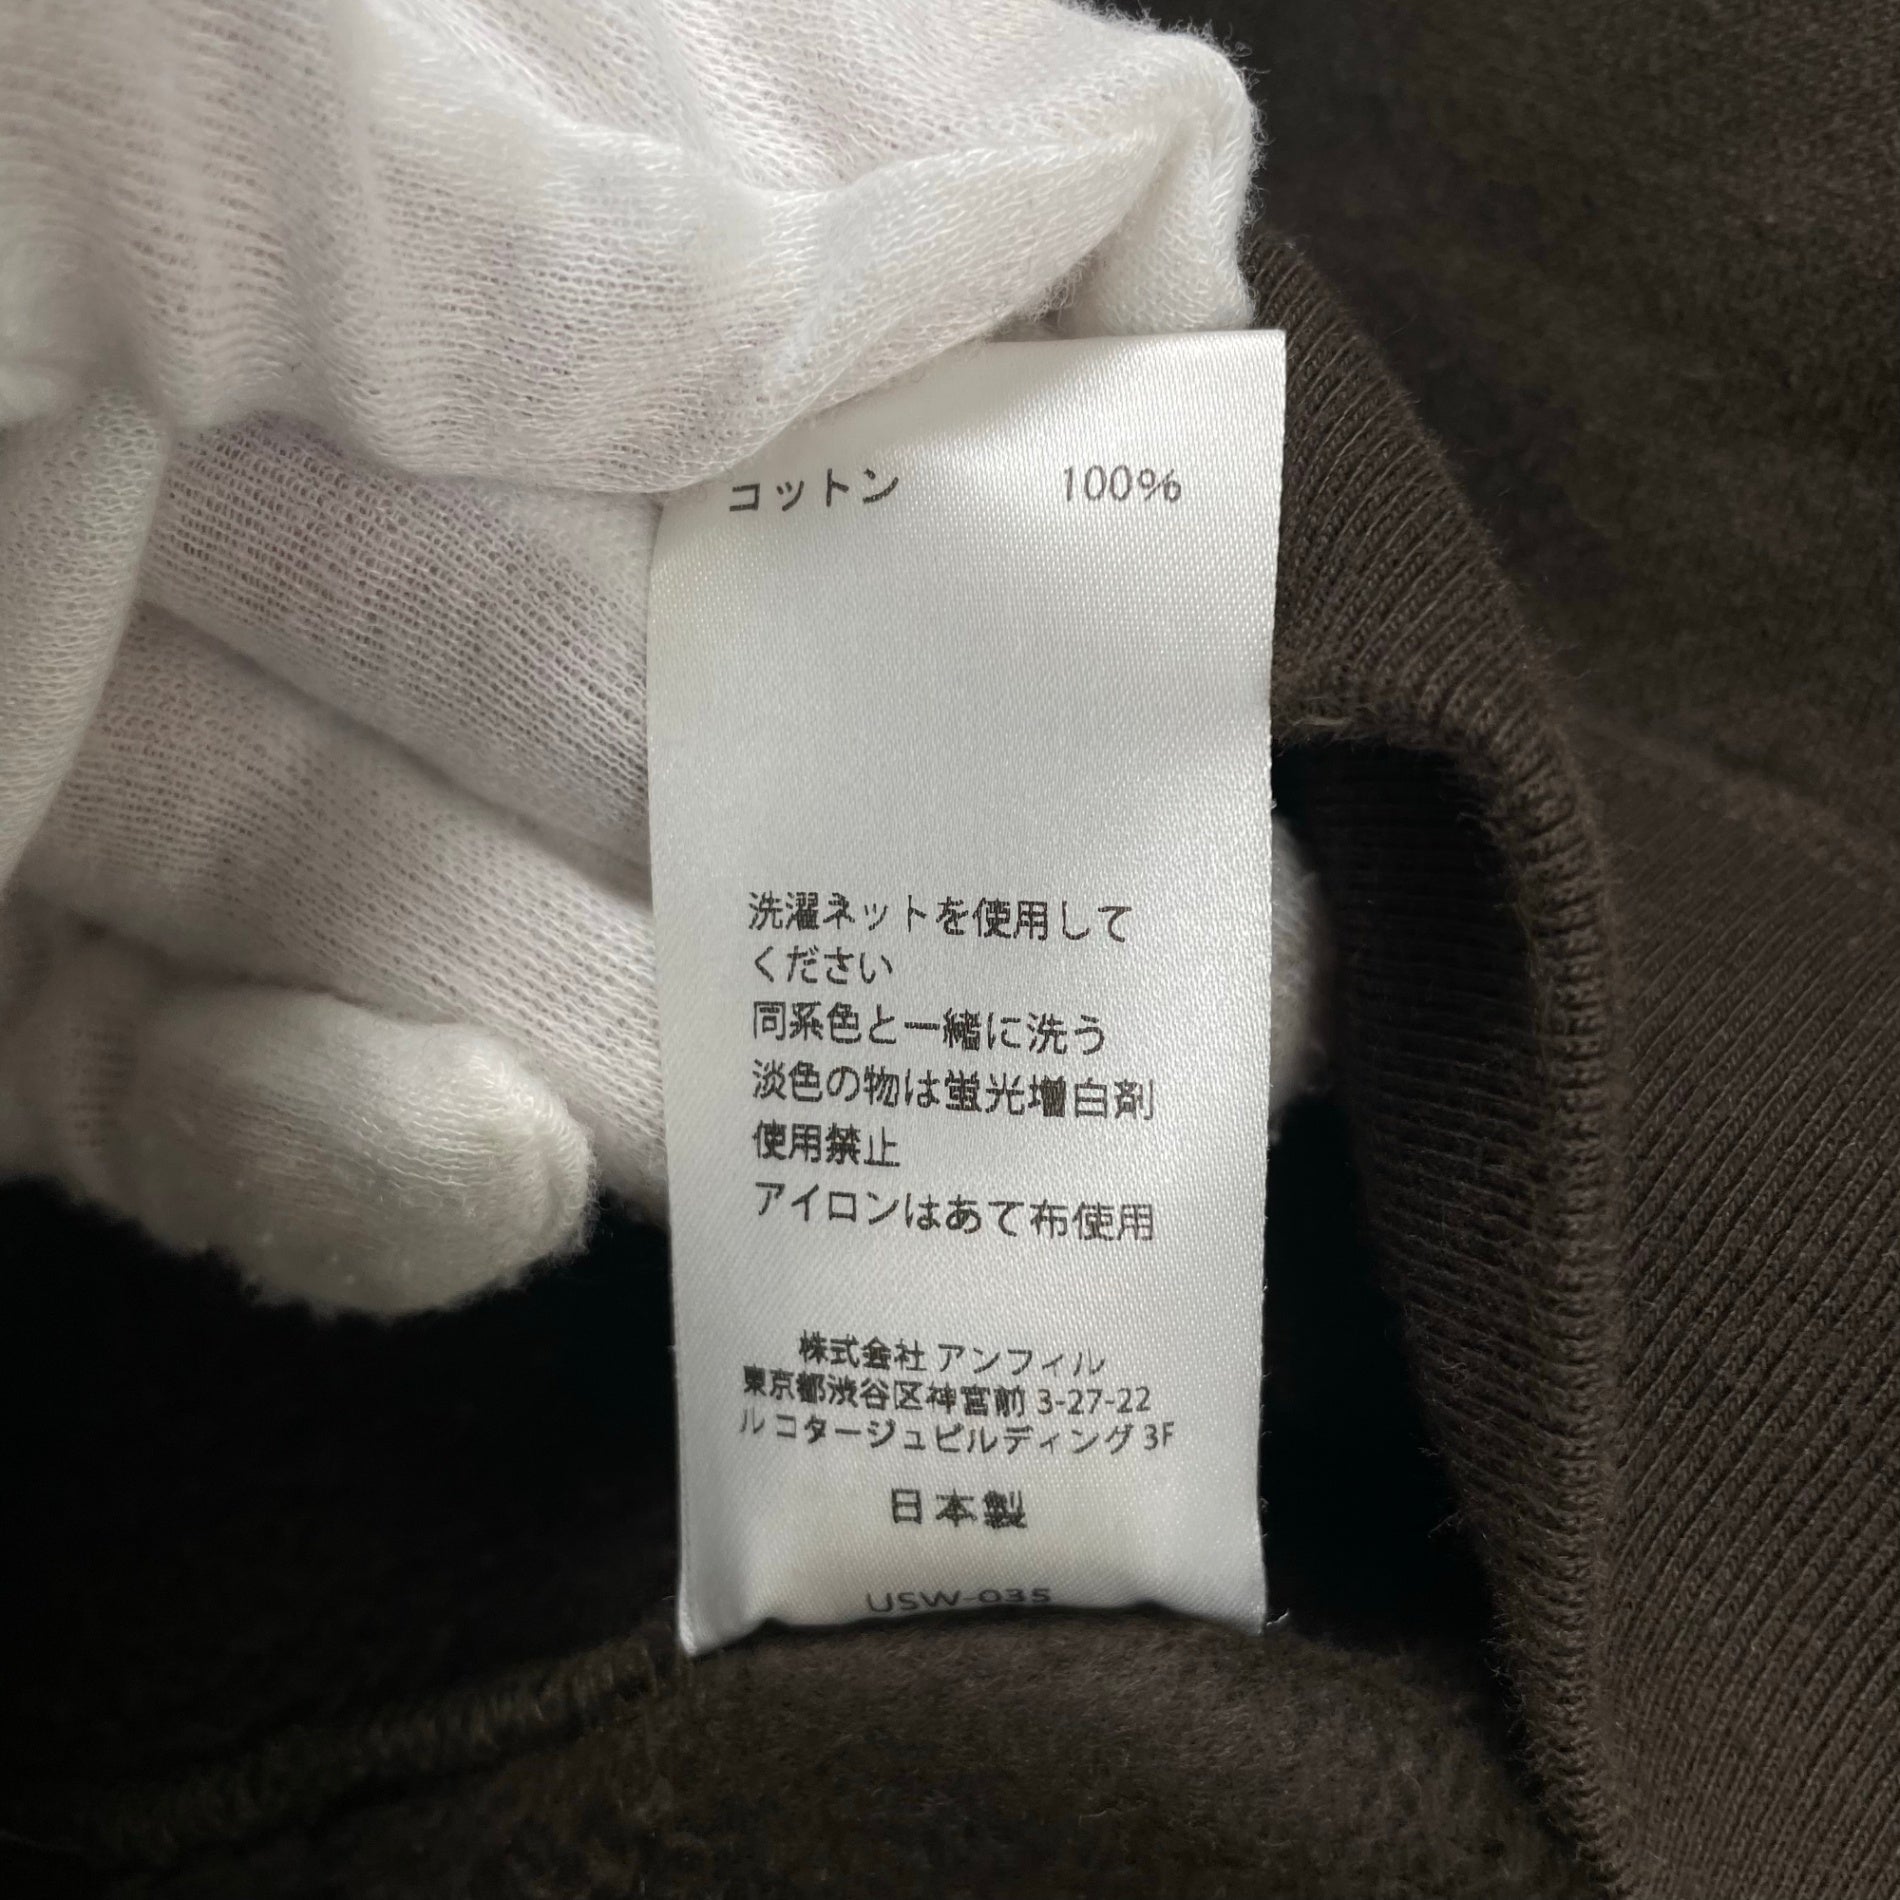 コットン 100%
洗濯ネットを使用して
ください
同系色と一緒に洗う
淡色の物は蛍光増白剤
使用禁止
アイロンはあて布使用
株式会社 アンフィル
東京都渋谷区神宮前 3-27-22
ル コタージュビルディング 3F
日本製
USW-035